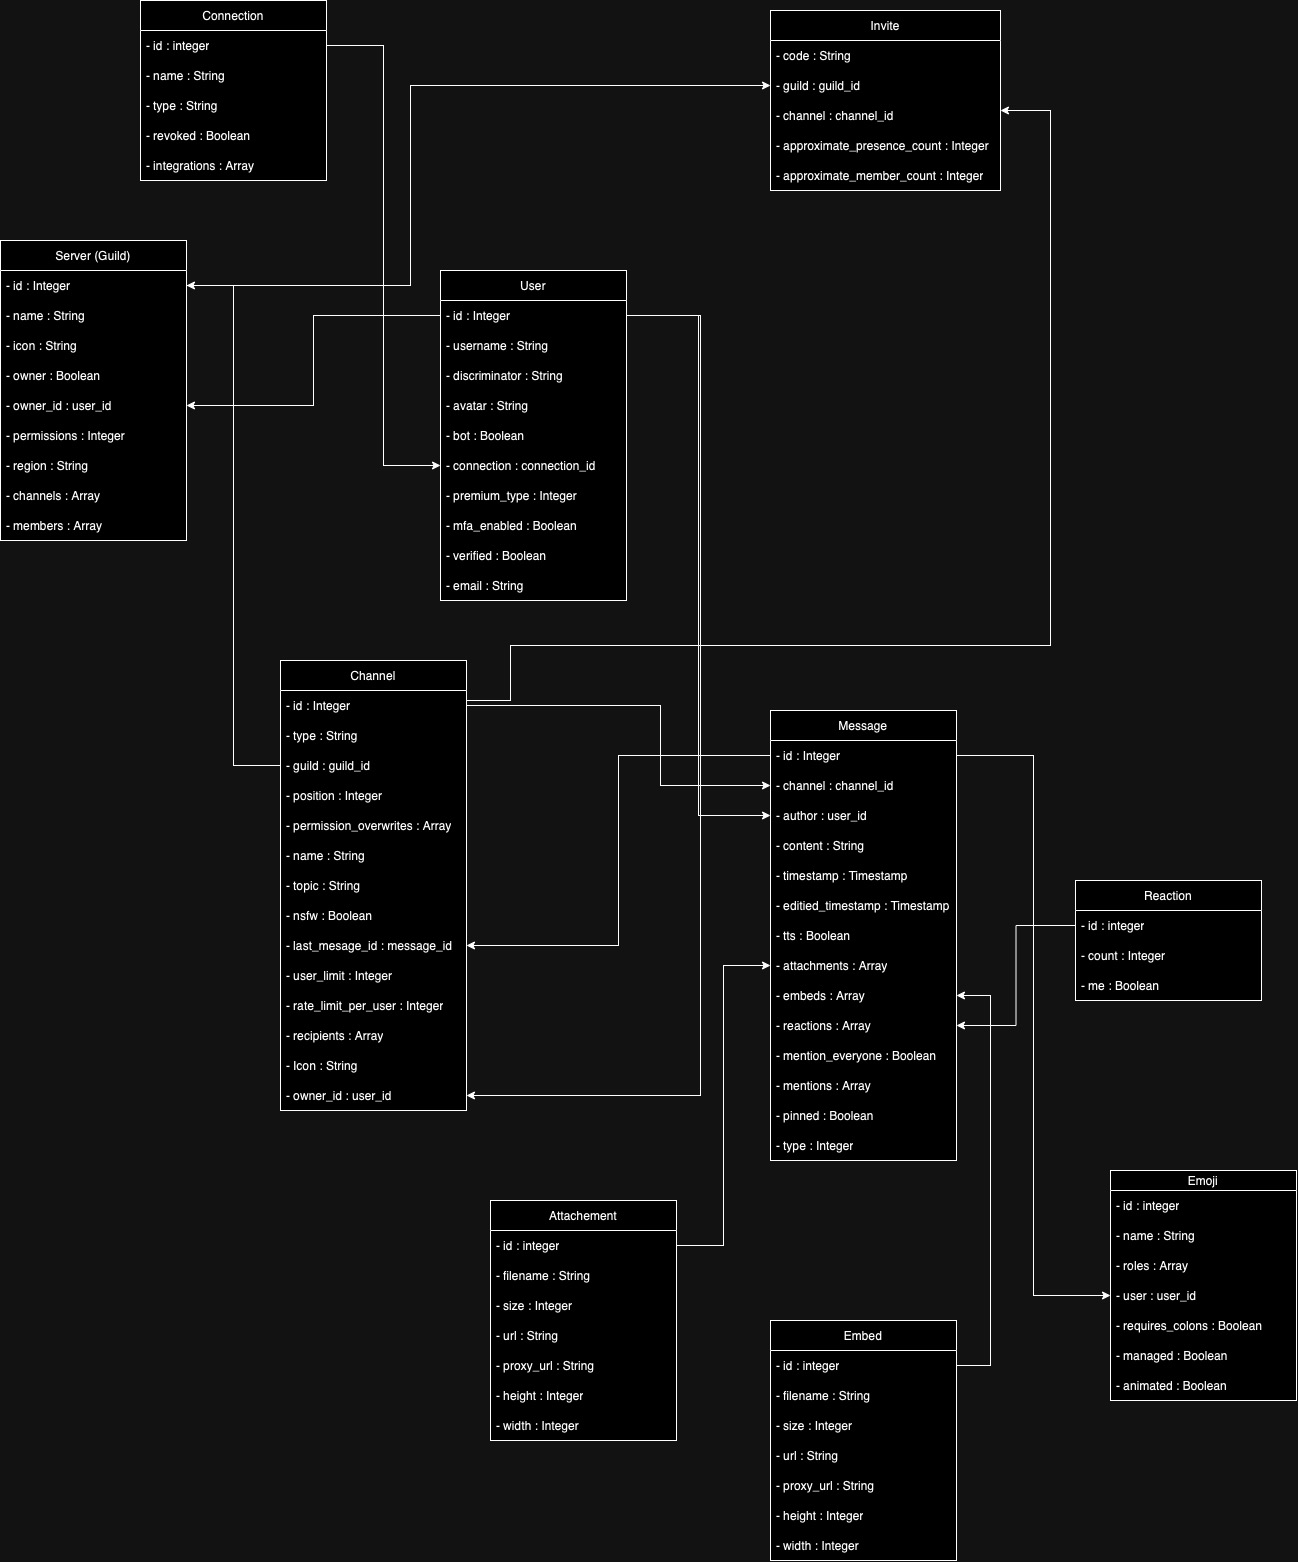 Connection
- id : integer
- name : String
- type : String
- revoked : Boolean
- integrations : Array
Invite
- code : String
- guild : guild_id
- channel : channel_id
- approximate_presence_count : Integer
- approximate_member_count : Integer
Server (Guild)
- id : Integer
- name : String
- icon : String
- owner : Boolean
- owner_id : user_id
- permissions : Integer
- region : String
- channels : Array
- members : Array
User
- id : Integer
- username : String
- discriminator : String
- avatar : String
- bot : Boolean
- connection : connection_id
- premium_type : Integer
- mfa_enabled : Boolean
- verified : Boolean
- email : String
Channel
- id : Integer
- type : String
- guild : guild_id
- position : Integer
- permission_overwrites : Array
- name : String
- topic : String
- nsfw : Boolean
- last_mesage_id : message_id
- user_limit : Integer
- rate_limit_per_user : Integer
- recipients : Array
- Icon : String
- owner_id : user_id
Message
- id : Integer
- channel : channel_id
- author : user_id
- content : String
- timestamp : Timestamp
- editied_timestamp : Timestamp
- tts : Boolean
- attachments : Array
- embeds : Array
- reactions : Array
- mention_everyone : Boolean
- mentions : Array
- pinned : Boolean
- type : Integer
Reaction
- id : integer
- count : Integer
- me : Boolean
Attachement
- id : integer
- filename : String
- size : Integer
- url : String
- proxy_url : String
- height : Integer
- width : Integer
Embed
- id : integer
- filename : String
- size : Integer
- url : String
- proxy_url : String
- height : Integer
- width : Integer
Emoji
- id : integer
- name : String
- roles : Array
- user : user_id
- requires_colons : Boolean
- managed : Boolean
- animated : Boolean